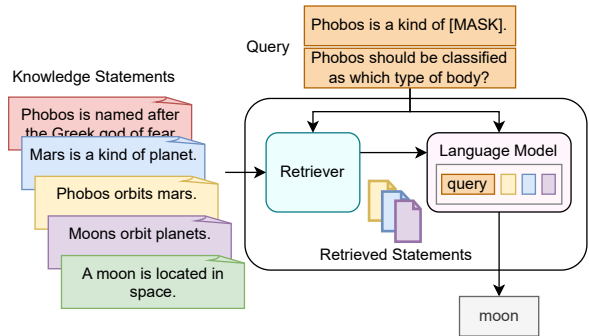 Phobos is a kind of [MASK].
Query
Phobos should be classified
as which type of body?
Knowledge Statements
Phobos is named after
the Greek god of fear.
Mars is a kind of planet.
Phobos orbits mars.
Moons orbit planets.
A moon is located in
space.
Retriever
Language Model
query
Retrieved Statements
moon